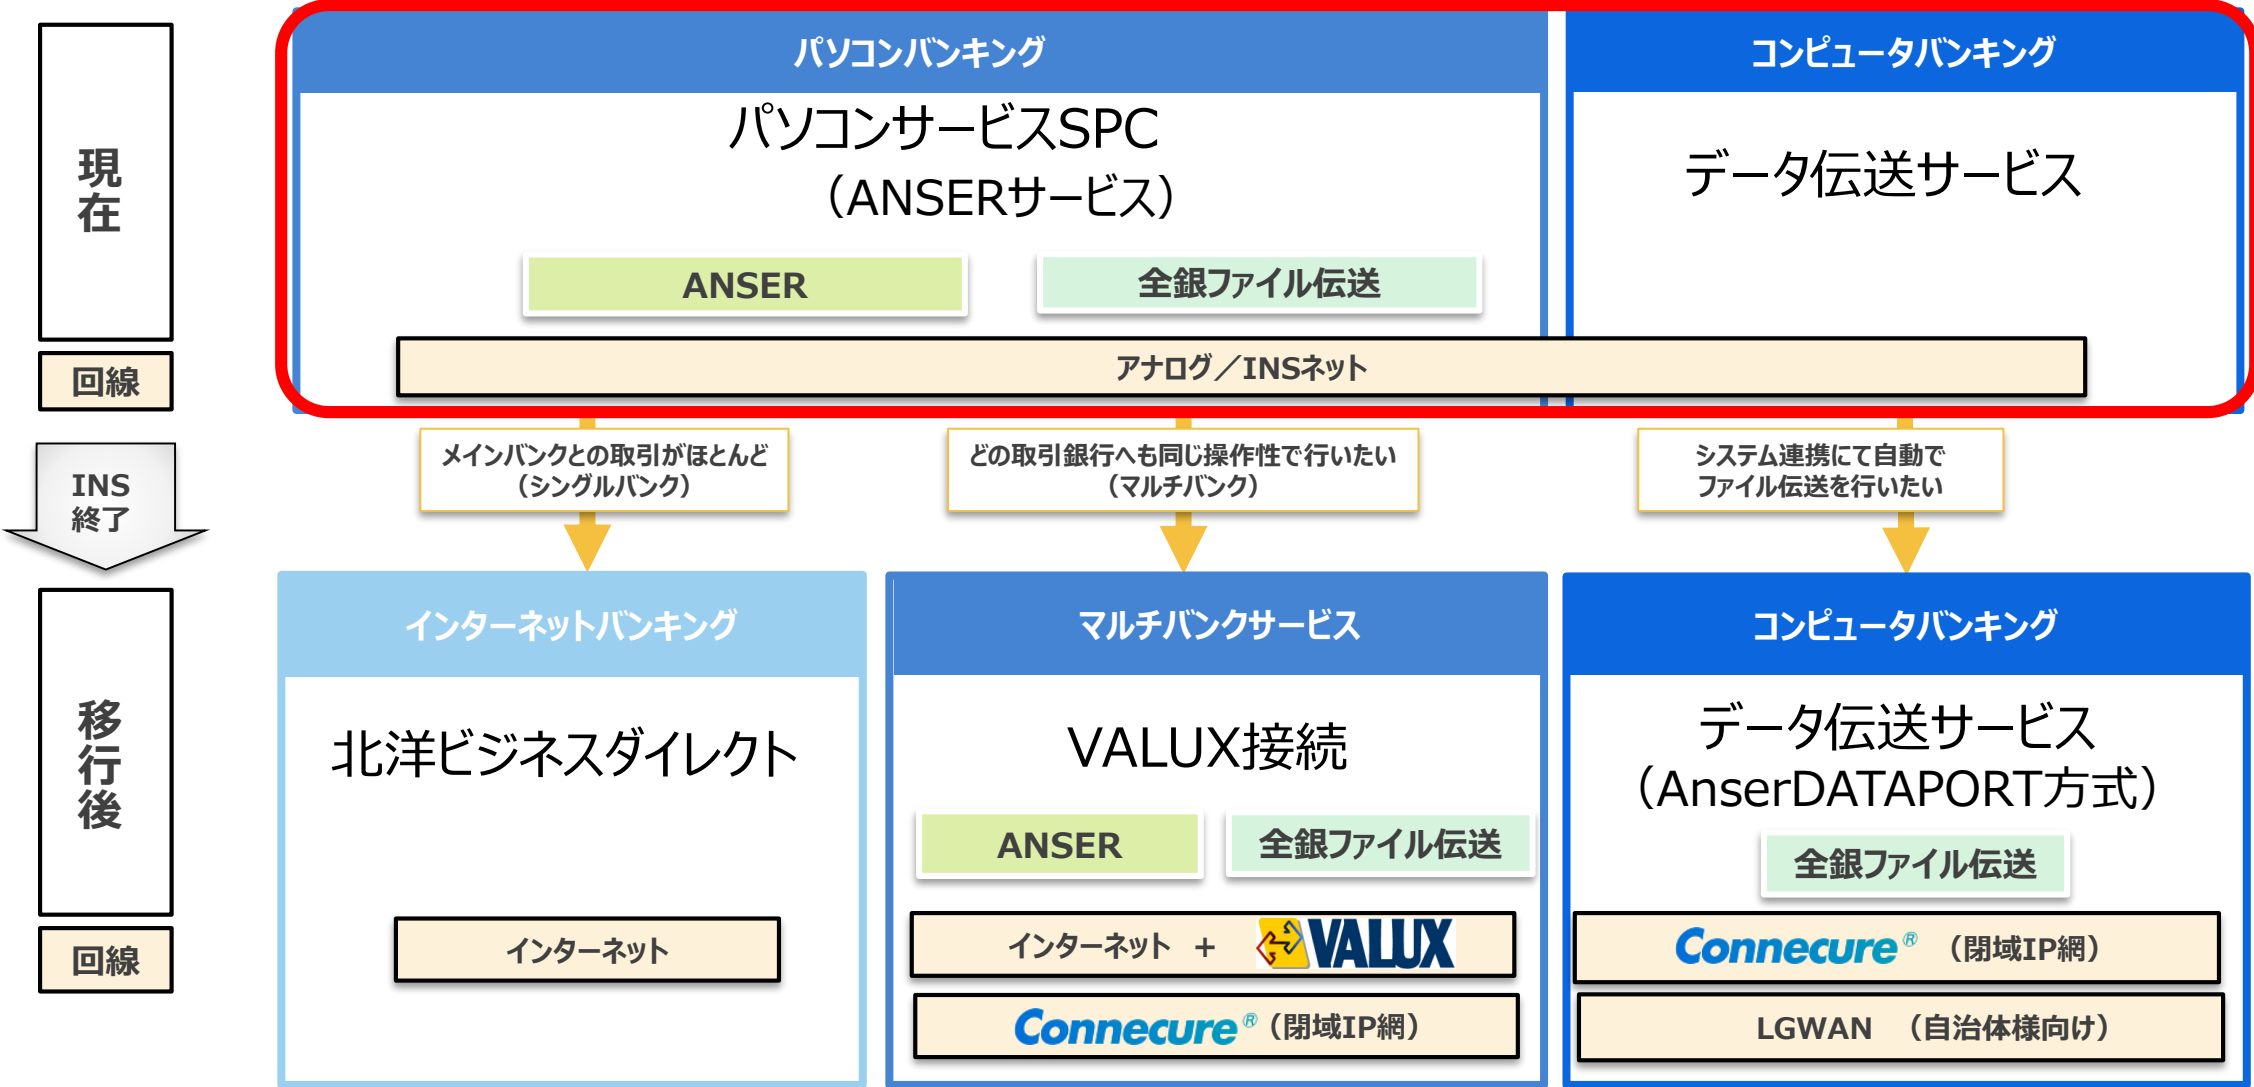 現在
回線
パソコンバンキング
パソコンサービスSPC
（ANSERサービス）
ANSER
全銀ファイル伝送
コンピュータバンキング
データ伝送サービス
アナログ／INSネット
INS
終了
メインバンクとの取引がほとんど
（シングルバンク）
どの取引銀行へも同じ操作性で行いたい
（マルチバンク）
システム連携にて自動で
ファイル伝送を行いたい
移行後
回線
インターネットバンキング
北洋ビジネスダイレクト
インターネット
マルチバンクサービス
VALUX接続
ANSER
全銀ファイル伝送
インターネット + VALUX
Connecure®（閉域IP網）
コンピュータバンキング
データ伝送サービス
（AnserDATAPORT方式）
全銀ファイル伝送
Connecure® （閉域IP網）
LGWAN （自治体様向け）